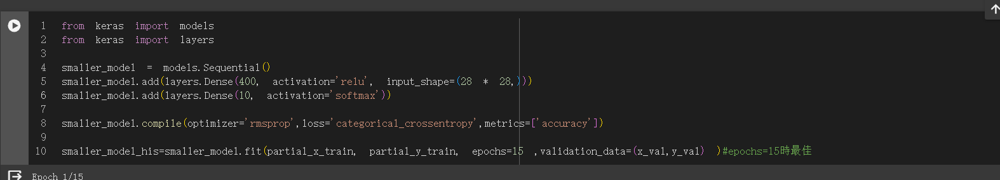 1 from keras import models
2 from keras import layers
3
4 smaller_model = models.Sequential()
5 smaller_model.add(layers.Dense(400, activation='relu', input_shape=(28 * 28,)))
6 smaller_model.add(layers.Dense(10, activation='softmax'))
7
8 smaller_model.compile(optimizer='rmsprop',loss='categorical_crossentropy',metrics=['accuracy'])
9
10 smaller_model_his=smaller_model.fit(partial_x_train, partial_y_train, epochs=15 ,validation_data=(x_val,y_val) )#epochs=15時最佳
Epoch 1/15